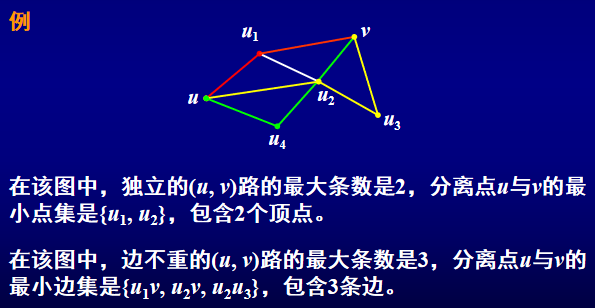 例
u1
v
u
u2
u3
u4
在该图中，独立的(u, v)路的最大条数是2，分离点u与v的最
小点集是{u1, u2}，包含2个顶点。
在该图中，边不重的(u, v)路的最大条数是3，分离点u与v的
最小边集是{u1v, u2v, u2u3}，包含3条边。